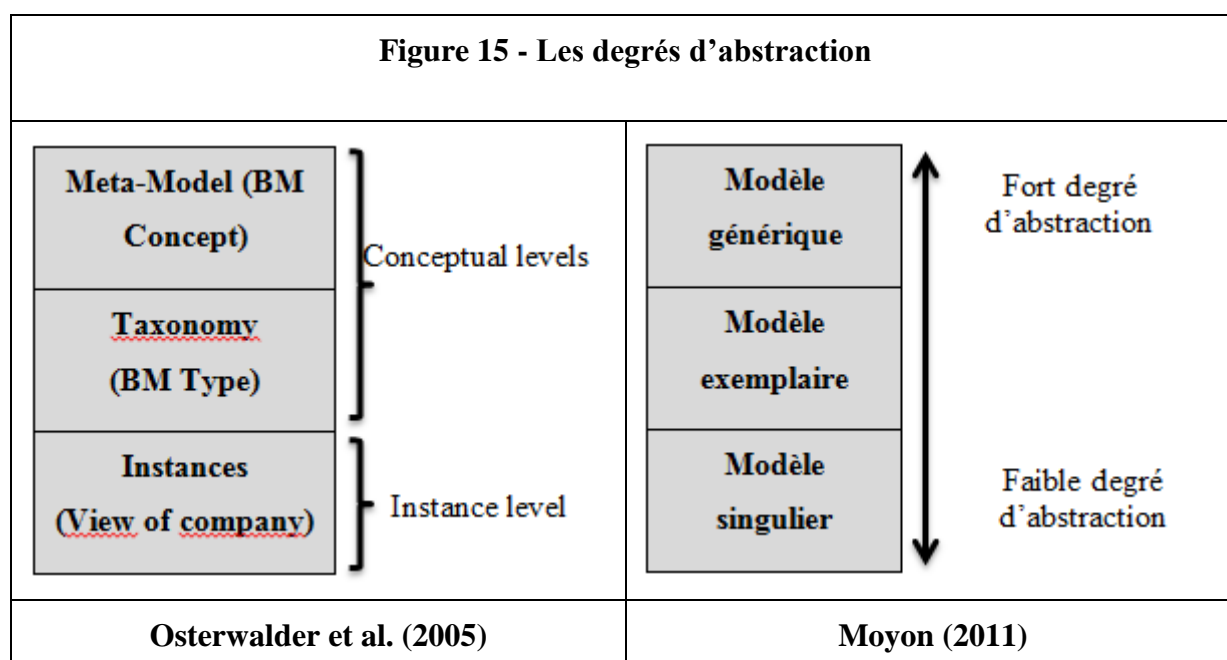 Figure 15 - Les degrés d’abstraction
Meta-Model (BM
Concept)
Taxonomy
(BM Type)
Conceptual levels
Instances
(View of company)
Instance level
Osterwalder et al. (2005)
Modèle
générique
Modèle
exemplaire
Modèle
singulier
Fort degré
d’abstraction
Faible degré
d’abstraction
Moyon (2011)